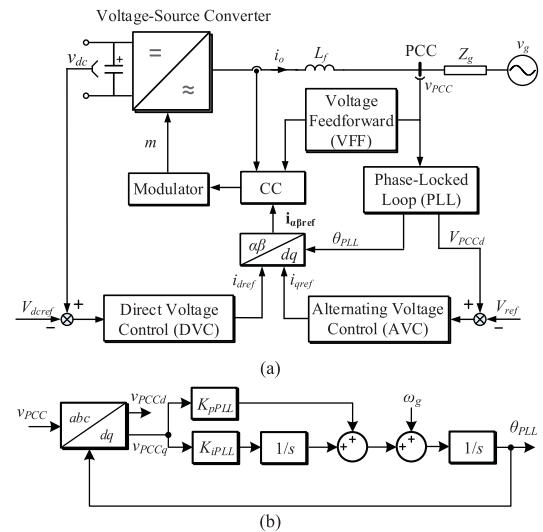 Voltage-Source Converter
v_dc
+
=
≈
i_o
L_f
PCC
Z_g
v_g
v_PCC
m
Voltage
Feedforward
(VFF)
Modulator
CC
Phase-Locked
Loop (PLL)
i_αβref
αβ
dq
θ_PLL
V_PCCd
i_dref
i_qref
V_dcref
+
−
Direct Voltage
Control (DVC)
Alternating Voltage
Control (AVC)
+
−
V_ref
(a)
v_PCC
abc
dq
v_PCCd
v_PCCq
K_pPLL
K_iPLL
1/s
+
+
ω_g
+
+
1/s
θ_PLL
(b)